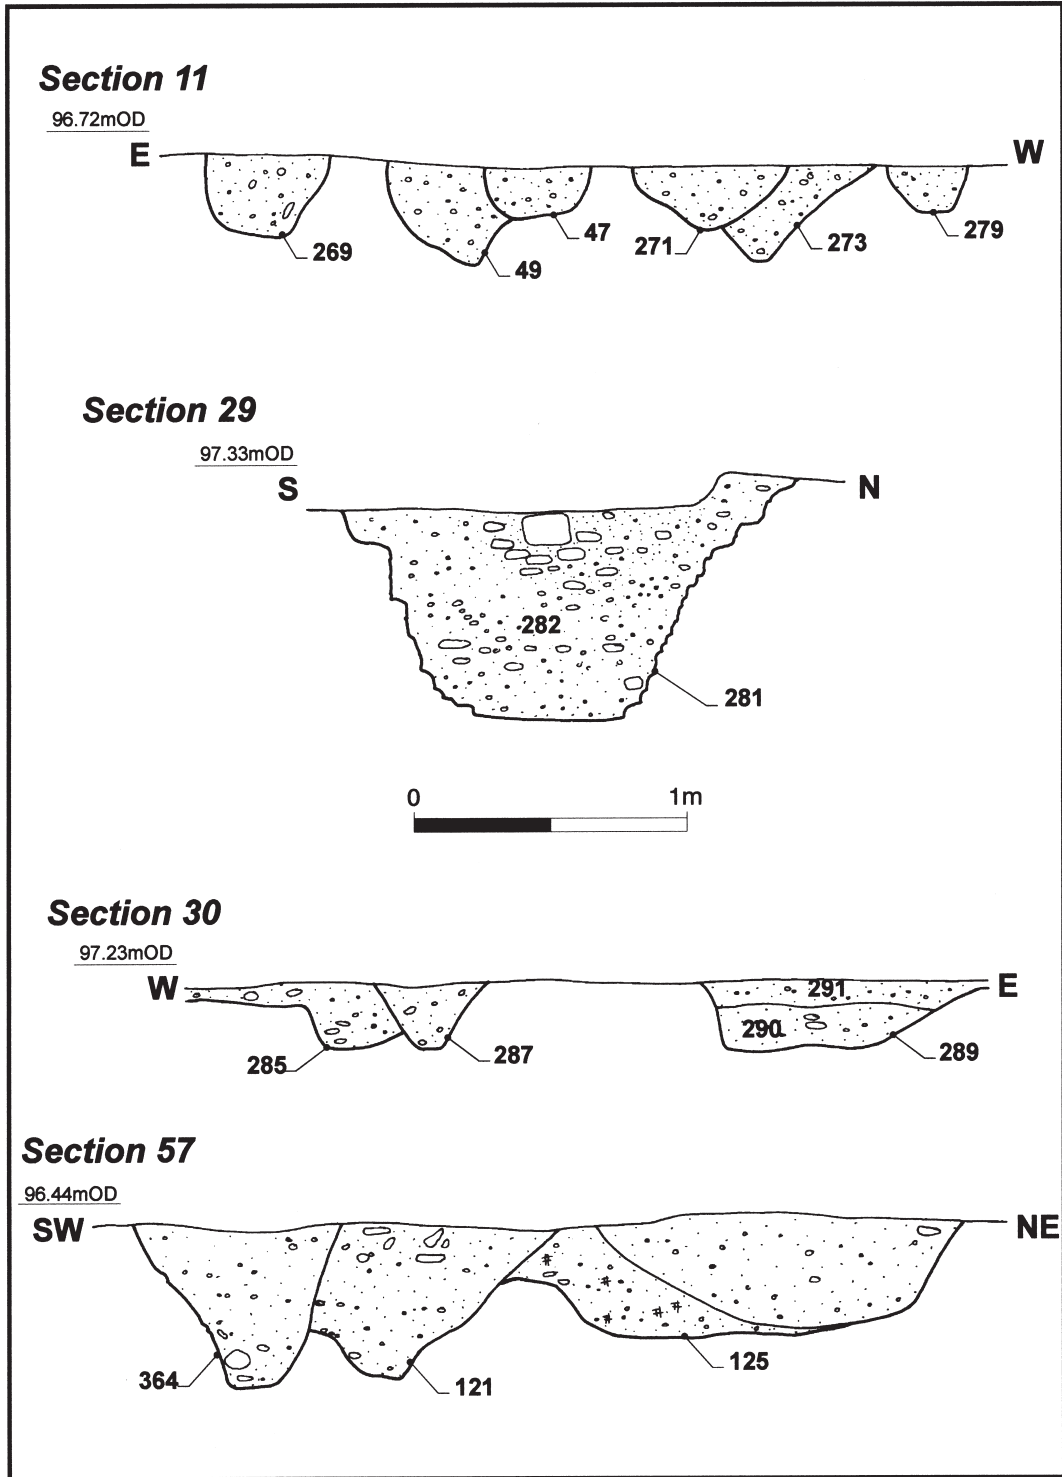 Section 11
96.72mOD
E W
269 49 47 271 273 279
Section 29
97.33mOD
S N
282
281
0 1m
Section 30
97.23mOD
W E
291
290
285 287 289
Section 57
96.44mOD
SW NE
364 121 125